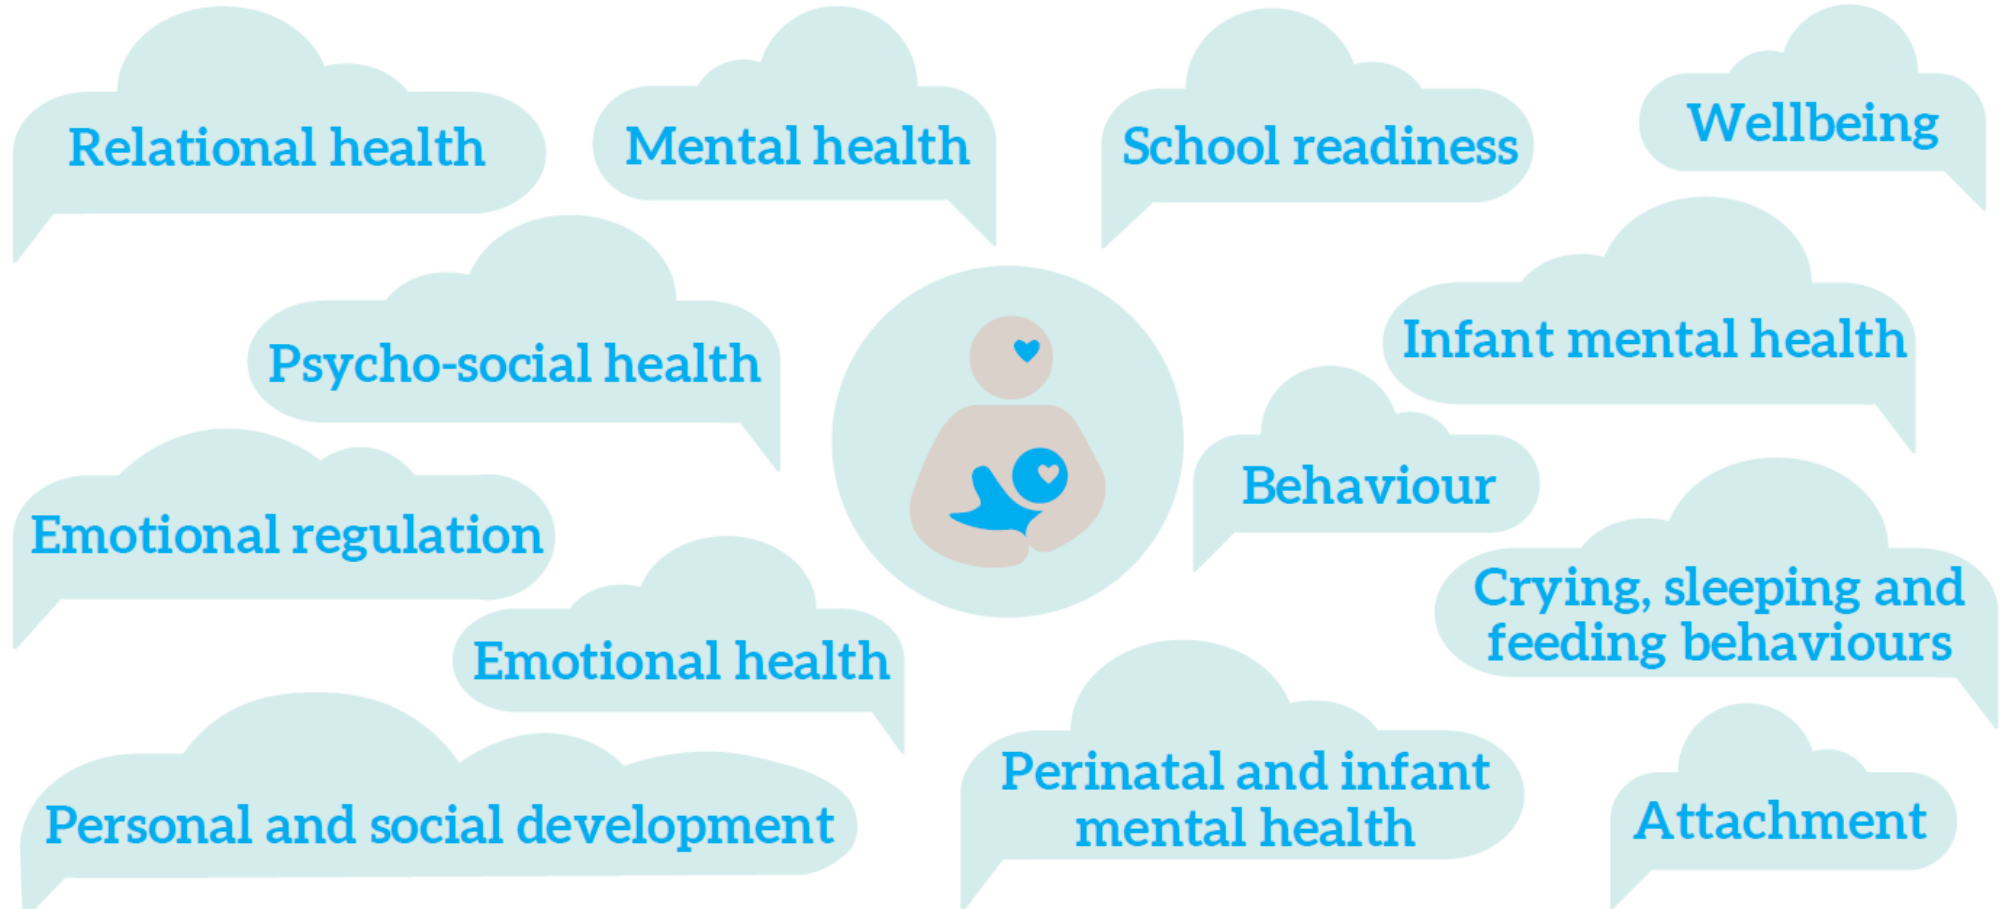 Relational health
Mental health
School readiness
Wellbeing
Psycho-social health
Infant mental health
Behaviour
Emotional regulation
Crying, sleeping and
feeding behaviours
Emotional health
Personal and social development
Perinatal and infant
mental health
Attachment